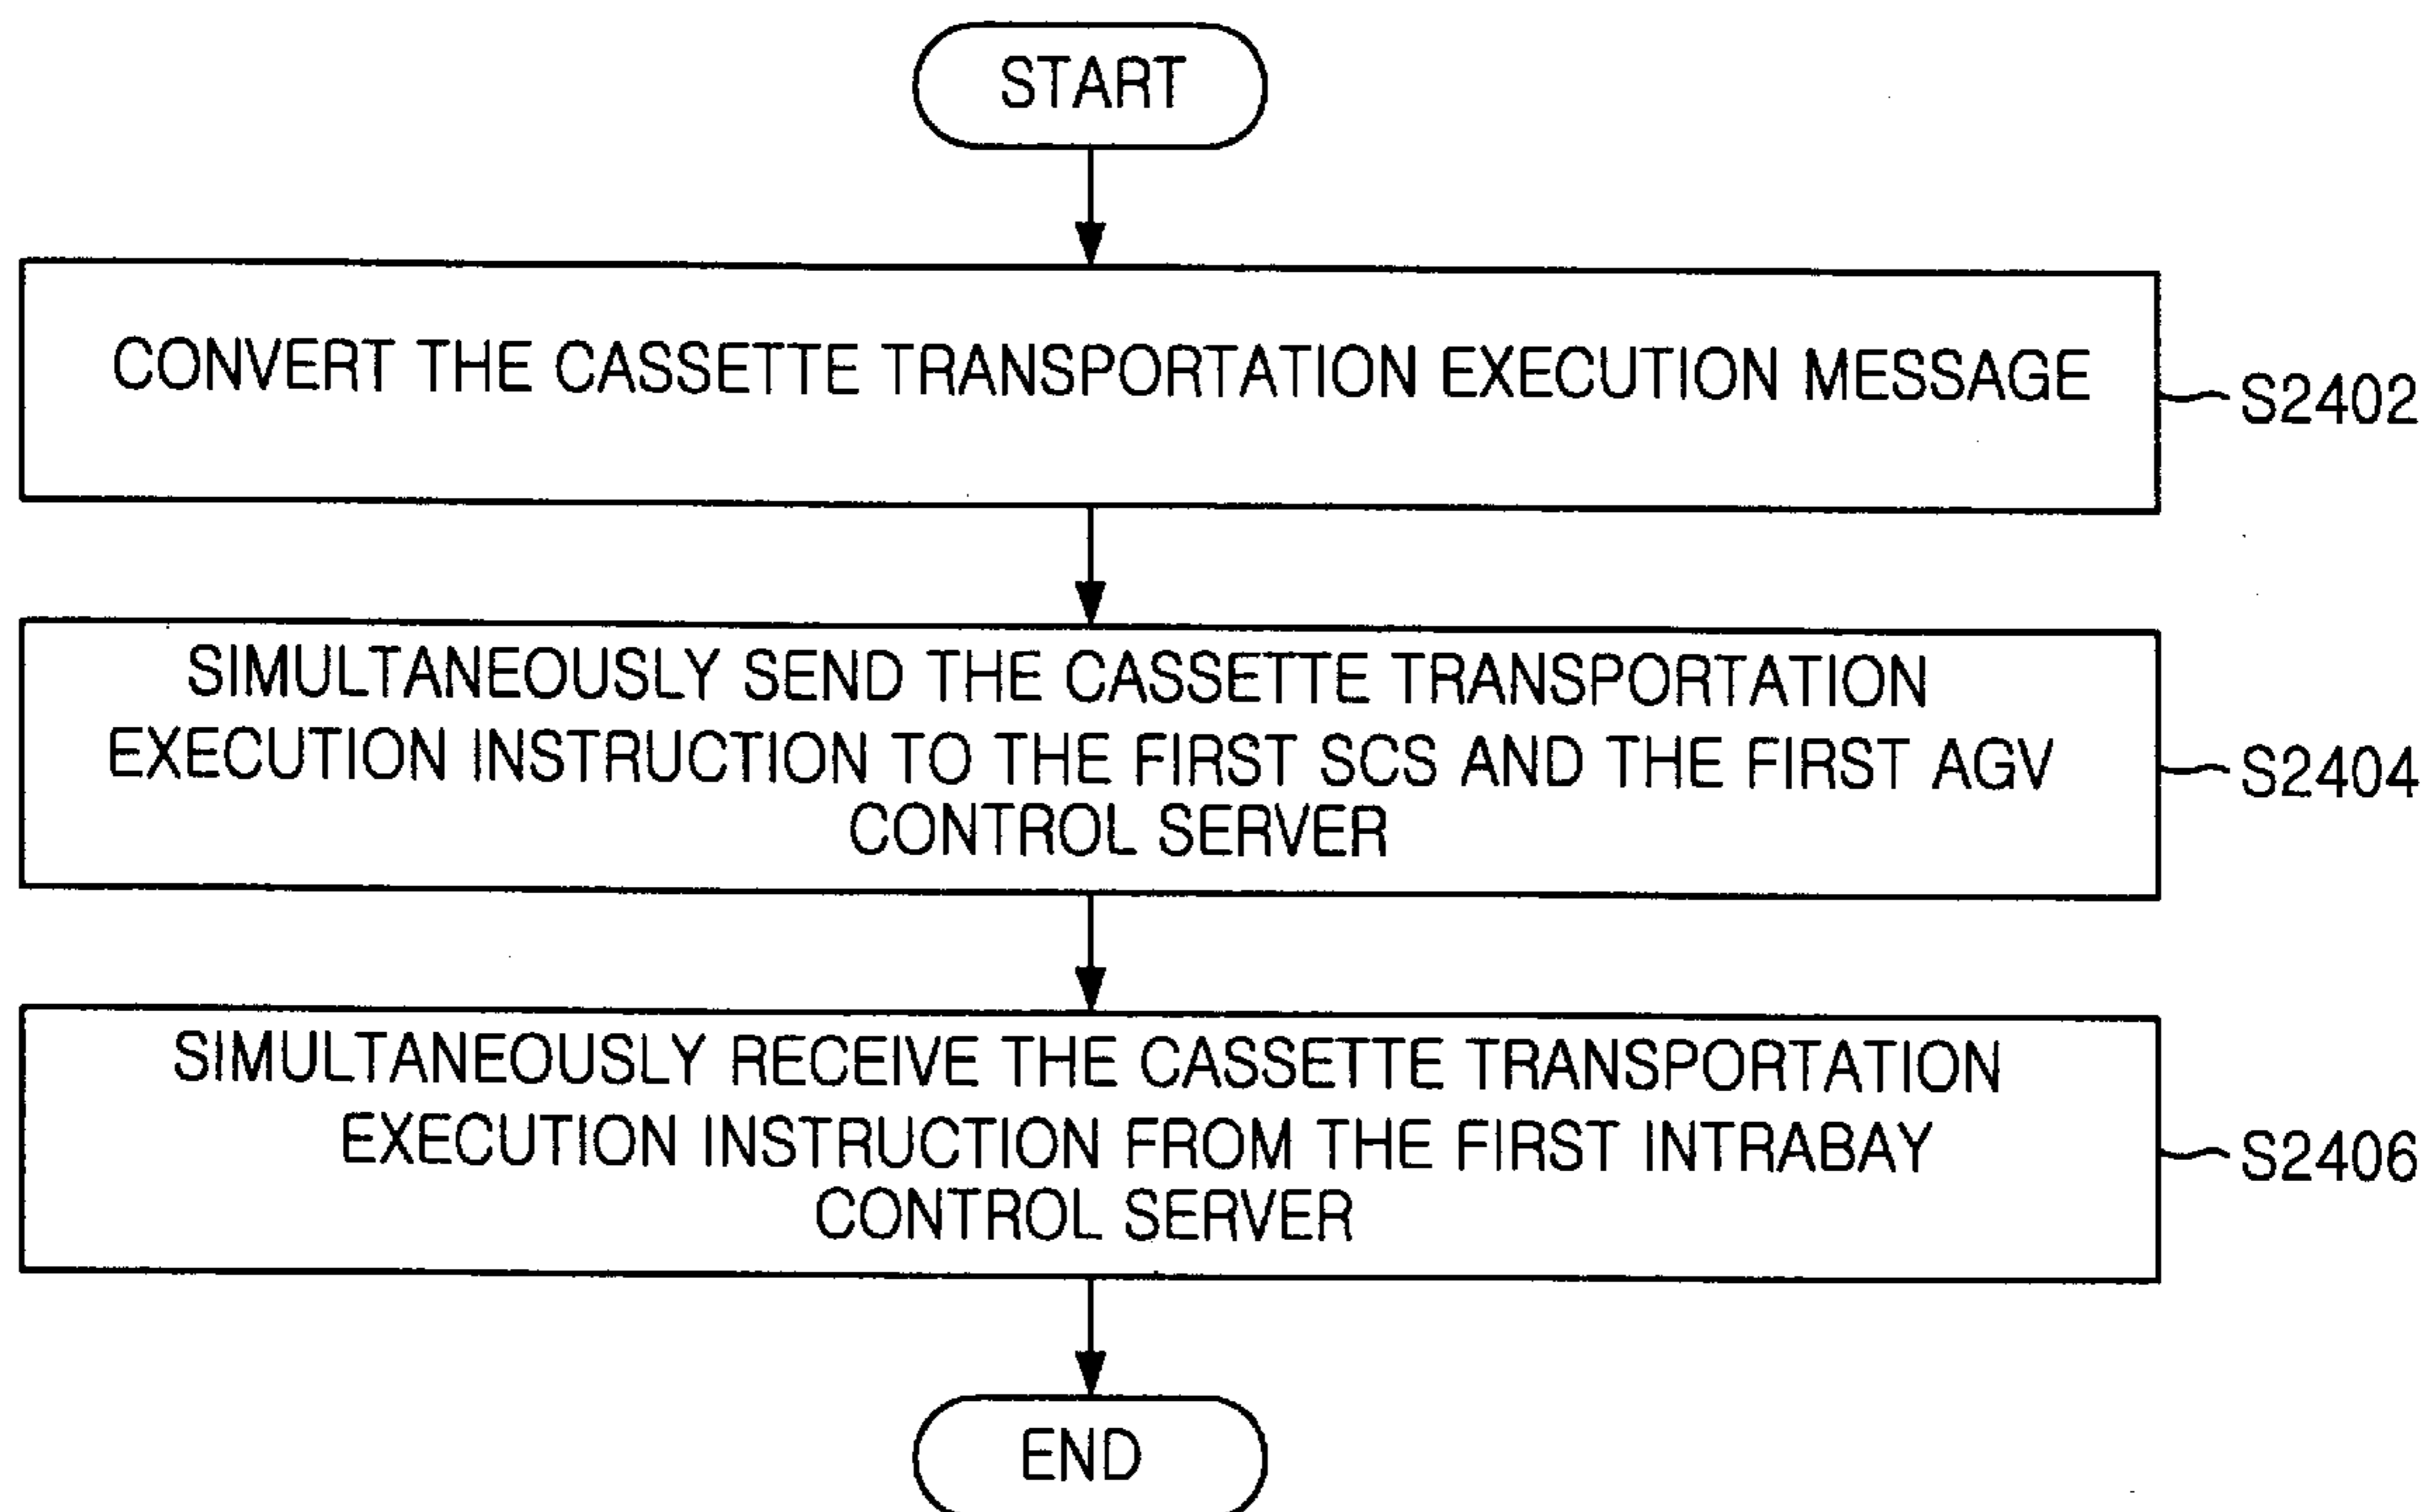 START
CONVERT THE CASSETTE TRANSPORTATION EXECUTION MESSAGE
S2402
SIMULTANEOUSLY SEND THE CASSETTE TRANSPORTATION
EXECUTION INSTRUCTION TO THE FIRST SCS AND THE FIRST AGV
CONTROL SERVER
S2404
SIMULTANEOUSLY RECEIVE THE CASSETTE TRANSPORTATION
EXECUTION INSTRUCTION FROM THE FIRST INTRABAY
CONTROL SERVER
S2406
END